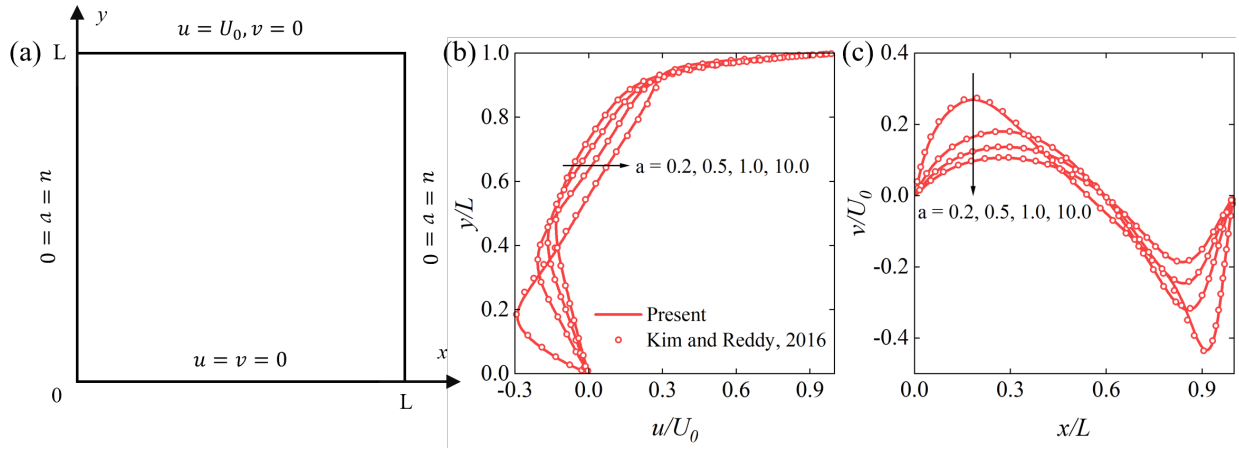 (a)
y
u = U₀, v = 0
L
0 = a = n
0 = a = n
u = v = 0
x
0
L
(b)
1.0
0.8
0.6
0.4
0.2
0.0
y/L
a = 0.2, 0.5, 1.0, 10.0
Present
Kim and Reddy, 2016
-0.3
0.0
0.3
0.6
0.9
u/U₀
(c)
0.4
0.2
0.0
-0.2
-0.4
v/U₀
a = 0.2, 0.5, 1.0, 10.0
0.0
0.3
0.6
0.9
x/L